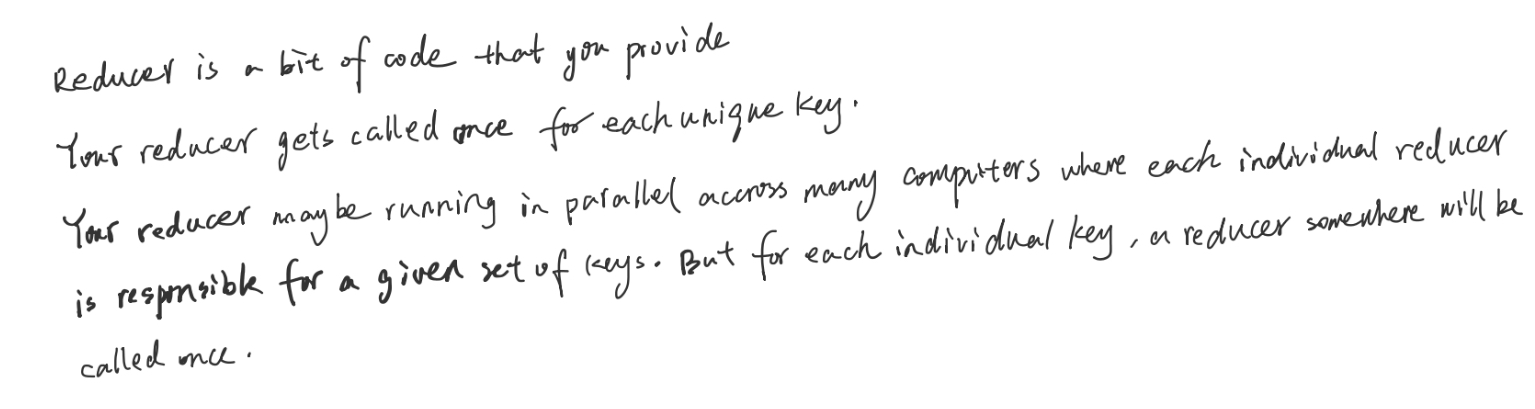 Reducer is a bit of code that you provide
Your reducer gets called once for each unique key.
Your reducer may be running in parallel accross many computers where each individual reducer
is responsible for a given set of keys. But for each individual key, a reducer somewhere will be
called once.